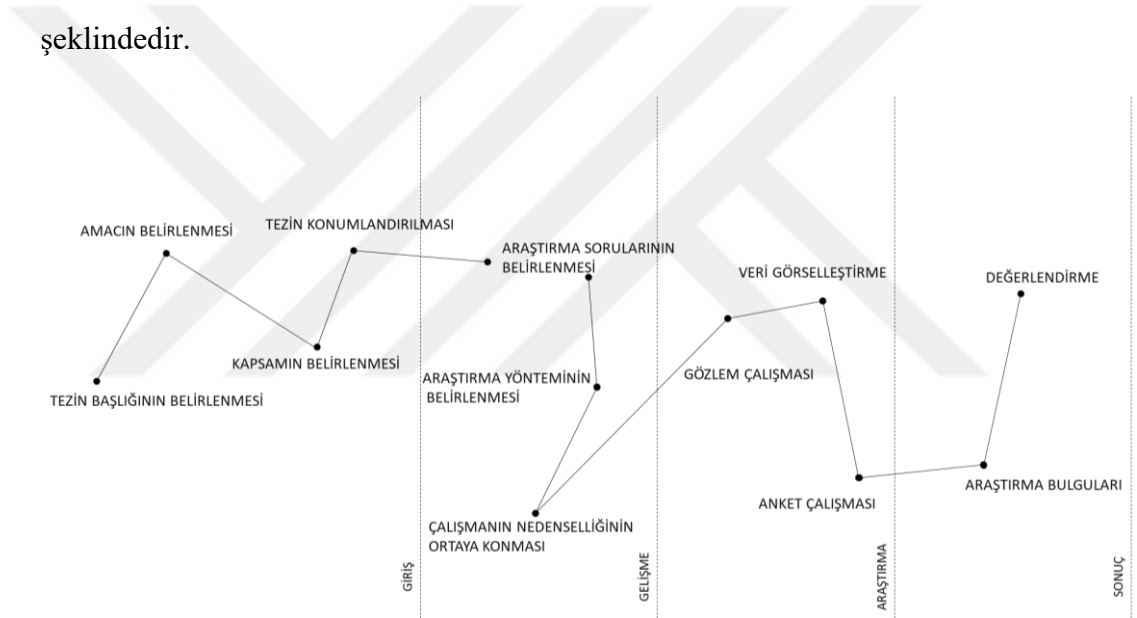 şeklindedir.
AMACIN BELİRLENMESİ
TEZİN KONUMLANDIRILMASI
KAPSAMIN BELİRLENMESİ
TEZİN BAŞLIĞININ BELİRLENMESİ
GİRİŞ
ARAŞTIRMA SORULARININ
BELİRLENMESİ
ARAŞTIRMA YÖNTEMİNİN
BELİRLENMESİ
ÇALIŞMANIN NEDENSELLİĞİNİN
ORTAYA KONMASI
GELİŞME
VERİ GÖRSELLEŞTİRME
GÖZLEM ÇALIŞMASI
ANKET ÇALIŞMASI
ARAŞTIRMA
DEĞERLENDİRME
ARAŞTIRMA BULGULARI
SONUÇ